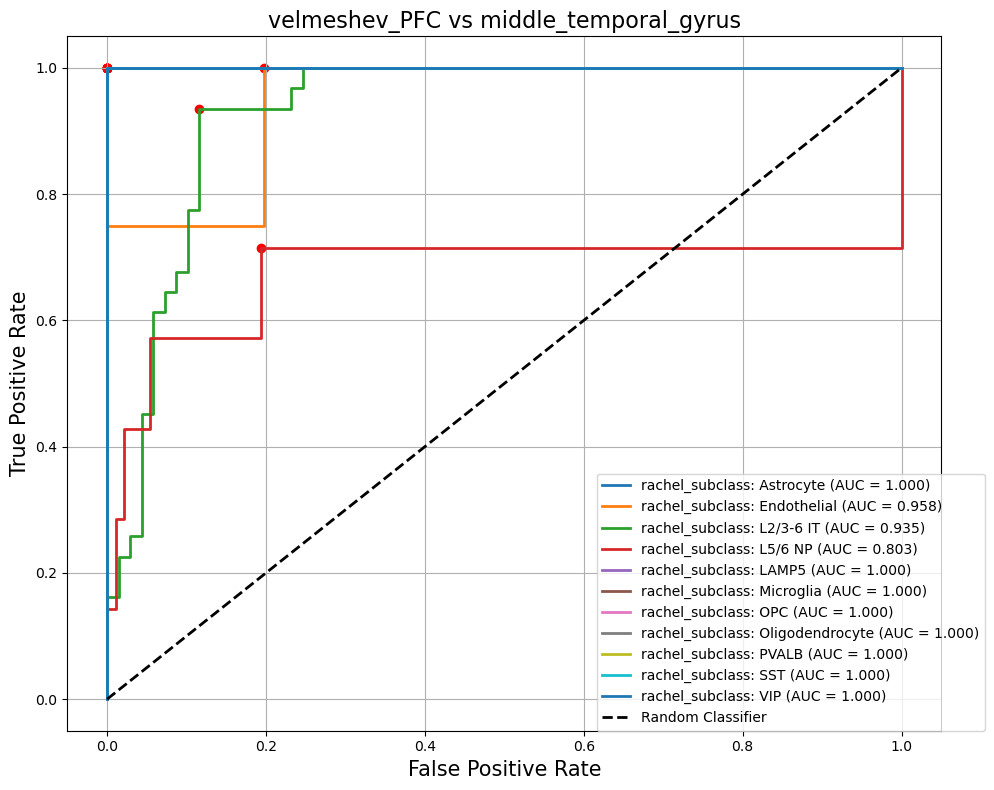 velmeshev_PFC vs middle_temporal_gyrus
True Positive Rate
1.0
0.8
0.6
0.4
0.2
0.0
rachel_subclass: Astrocyte (AUC = 1.000)
rachel_subclass: Endothelial (AUC = 0.958)
rachel_subclass: L2/3-6 IT (AUC = 0.935)
rachel_subclass: L5/6 NP (AUC = 0.803)
rachel_subclass: LAMP5 (AUC = 1.000)
rachel_subclass: Microglia (AUC = 1.000)
rachel_subclass: OPC (AUC = 1.000)
rachel_subclass: Oligodendrocyte (AUC = 1.000)
rachel_subclass: PVALB (AUC = 1.000)
rachel_subclass: SST (AUC = 1.000)
rachel_subclass: VIP (AUC = 1.000)
Random Classifier
0.0 0.2 0.4 0.6 0.8 1.0
False Positive Rate